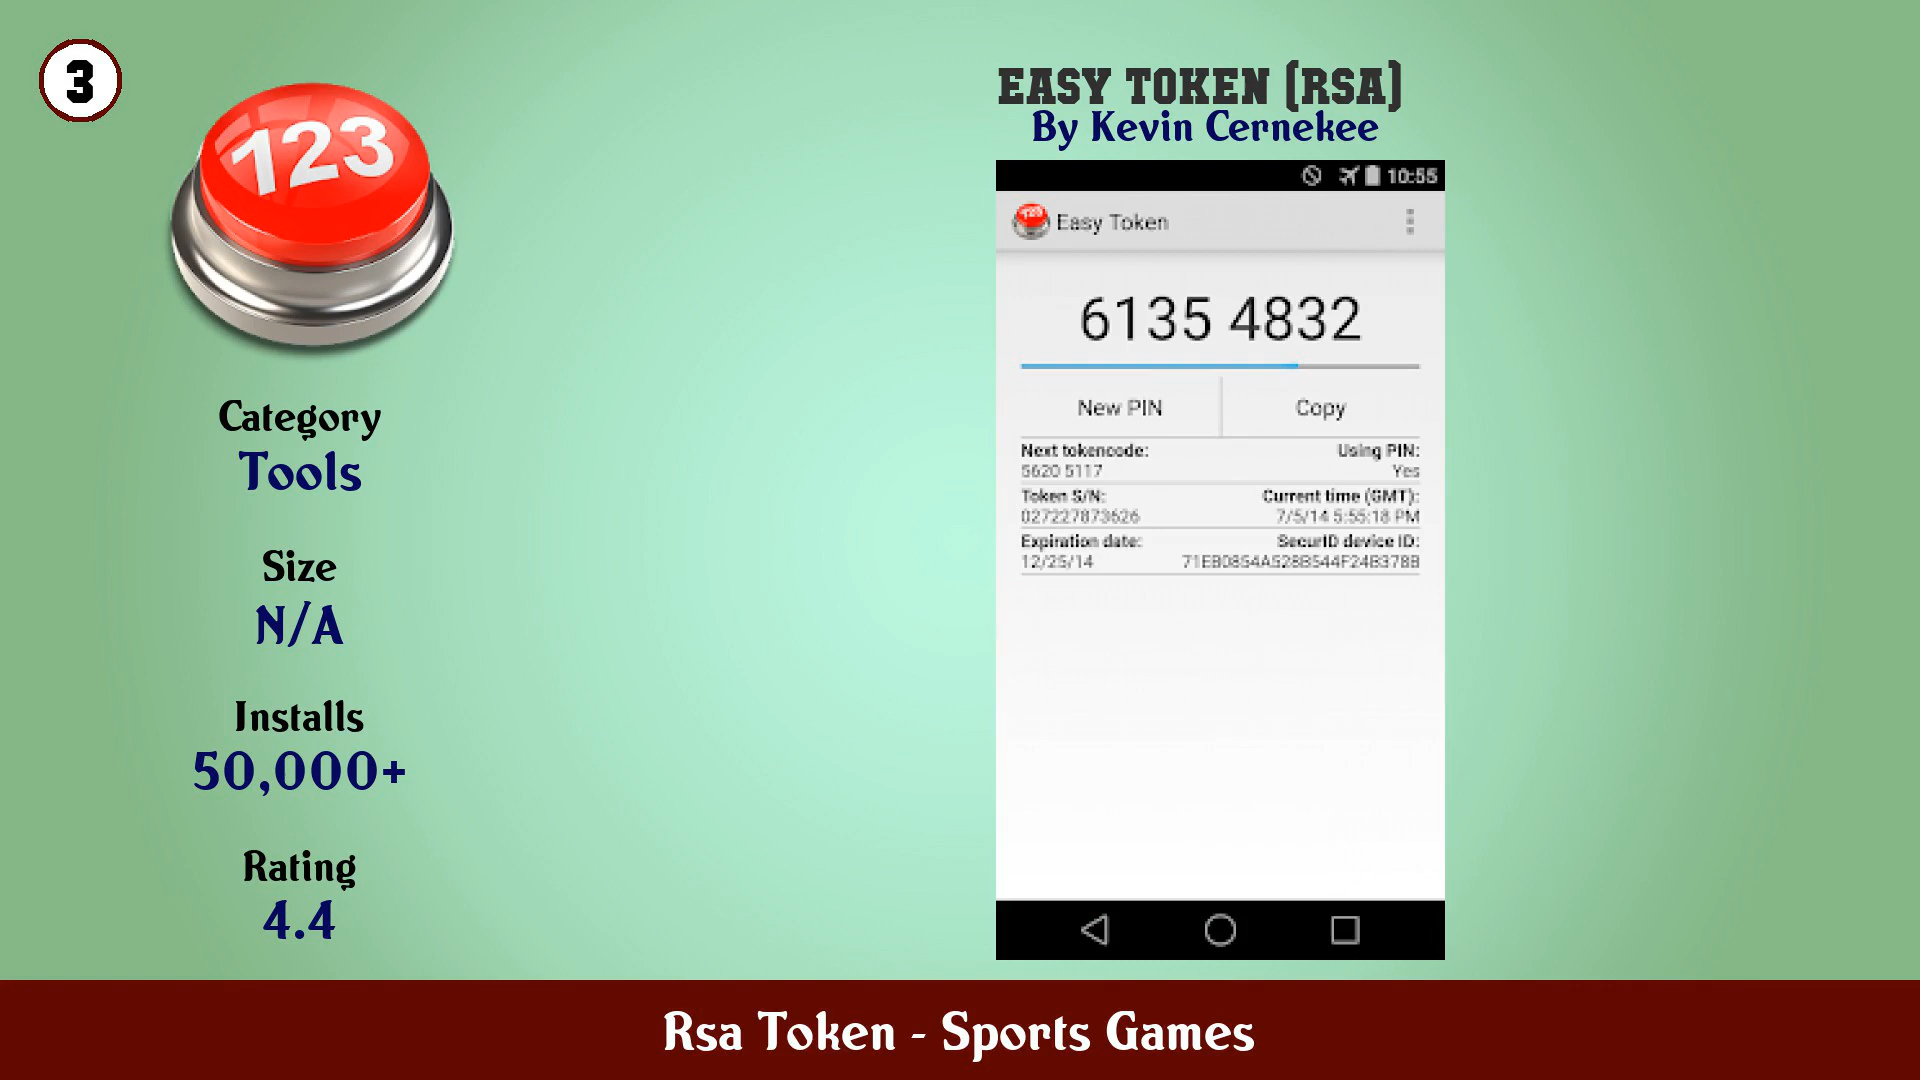 3
123
EASY TOKEN (RSA)
By Kevin Cernekee
10:55
Easy Token
6135 4832
New PIN
Copy
Next tokencode:
Using PIN:
5620 5117
Yes
Token S/N:
Current time (GMT):
027227873626
7/5/14 5:55:18 PM
Expiration date:
SecurID device ID:
12/25/14
71EB0854A528B544F24B378B
Category
Tools
Size
N/A
Installs
50,000+
Rating
4.4
Rsa Token - Sports Games